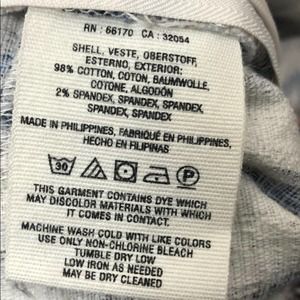 RN : 66170 CA : 32054
SHELL, VESTE, OBERSTOFF,
ESTERNO, EXTERIOR:
98% COTTON, COTON, BAUMWOLLE,
COTONE, ALGODÓN
2% SPANDEX, SPANDEX, SPANDEX,
SPANDEX, SPANDEX
MADE IN PHILIPPINES, FABRIQUÉ EN PHILIPPINES,
HECHO EN FILIPINAS
30 P
THIS GARMENT CONTAINS DYE WHICH
MAY DISCOLOR MATERIALS WITH WHICH
IT COMES IN CONTACT.
MACHINE WASH COLD WITH LIKE COLORS
USE ONLY NON-CHLORINE BLEACH
TUMBLE DRY LOW
LOW IRON AS NEEDED
MAY BE DRY CLEANED